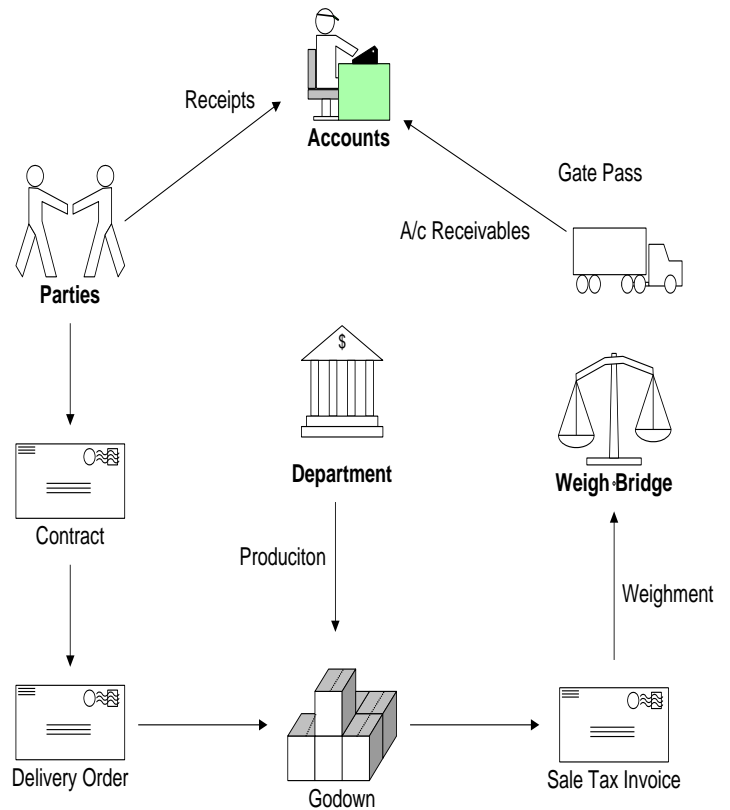 Receipts
Accounts
Gate Pass
A/c Receivables
Parties
$
Department
Weigh Bridge
Contract
Produciton
Weighment
Delivery Order
Godown
Sale Tax Invoice